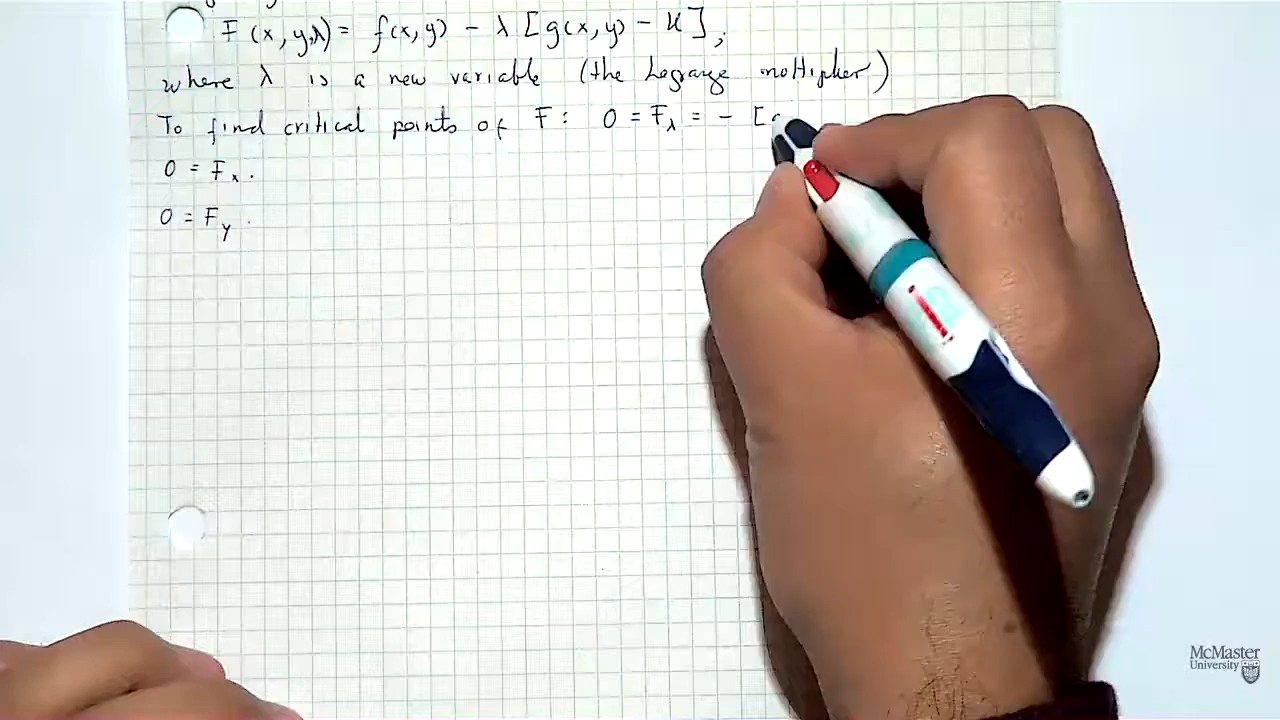 F (x, y, λ) = f(x, y) - λ [g(x, y) - K],
where λ is a new variable (the Lagrange moltipher)
To find critical points of F: 0 = Fλ = - [g
0 = Fx.
0 = Fy.
McMaster
University